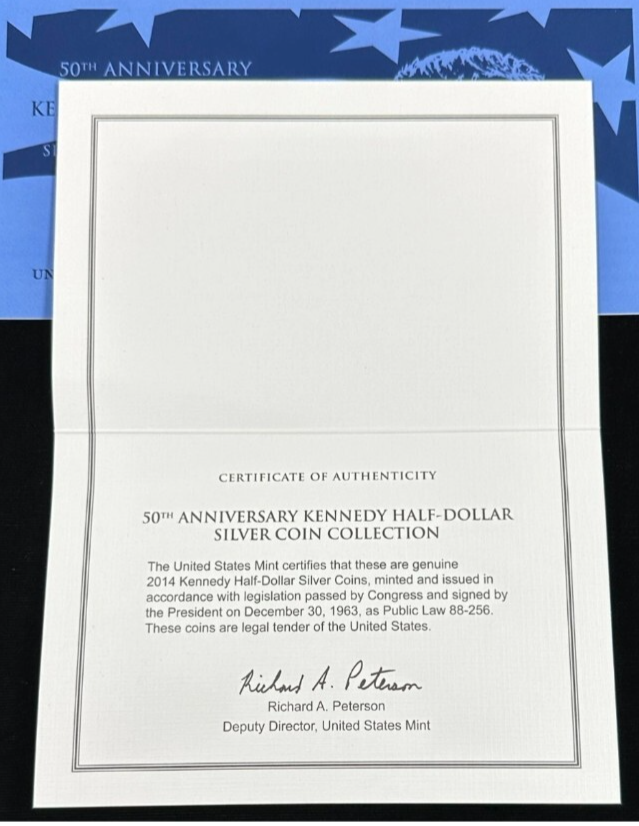 50TH ANNIVERSARY
KE
UN
CERTIFICATE OF AUTHENTICITY
50TH ANNIVERSARY KENNEDY HALF-DOLLAR
SILVER COIN COLLECTION
The United States Mint certifies that these are genuine
2014 Kennedy Half-Dollar Silver Coins, minted and issued in
accordance with legislation passed by Congress and signed by
the President on December 30, 1963, as Public Law 88-256.
These coins are legal tender of the United States.
Richard A. Peterson
Richard A. Peterson
Deputy Director, United States Mint